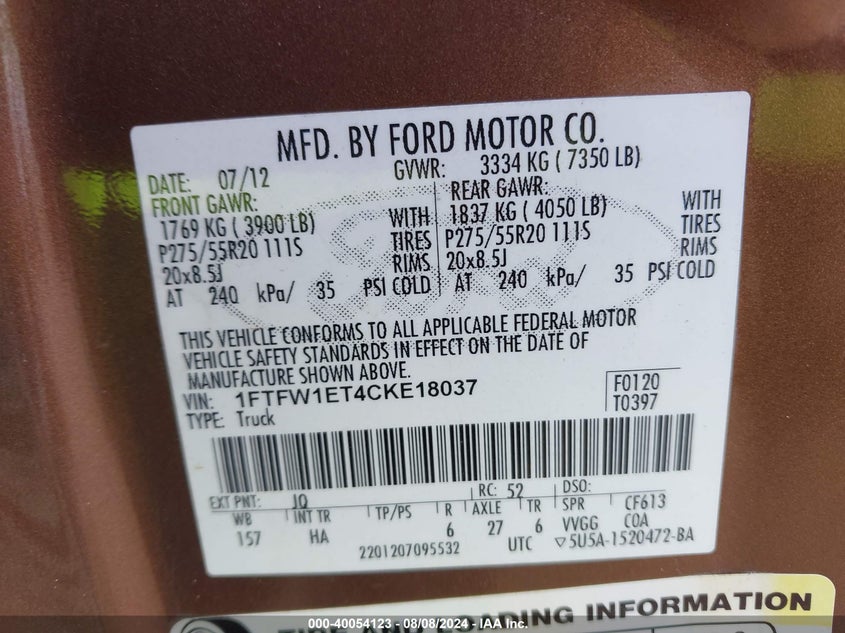 MFD. BY FORD MOTOR CO.
DATE: 07/12 GVWR: 3334 KG ( 7350 LB)
FRONT GAWR: REAR GAWR:
1769 KG ( 3900 LB) WITH 1837 KG ( 4050 LB) WITH
P275/55R20 111S TIRES P275/55R20 111S TIRES
20x8.5J RIMS 20x8.5J RIMS
AT 240 kPa/ 35 PSI COLD AT 240 kPa/ 35 PSI COLD
THIS VEHICLE CONFORMS TO ALL APPLICABLE FEDERAL MOTOR
VEHICLE SAFETY STANDARDS IN EFFECT ON THE DATE OF
MANUFACTURE SHOWN ABOVE.
VIN: 1FTFW1ET4CKE18037 F0120
TYPE: Truck T0397
EXT PNT: JQ RC: 52 DSO:
WB INT TR TP/PS R AXLE TR SPR CF613
157 HA 6 27 6 VVGG COA
2201207095532 UTC ▽5U5A-1520472-BA
TIRE AND LOADING INFORMATION
000-40054123 - 08/08/2024 - IAA Inc.